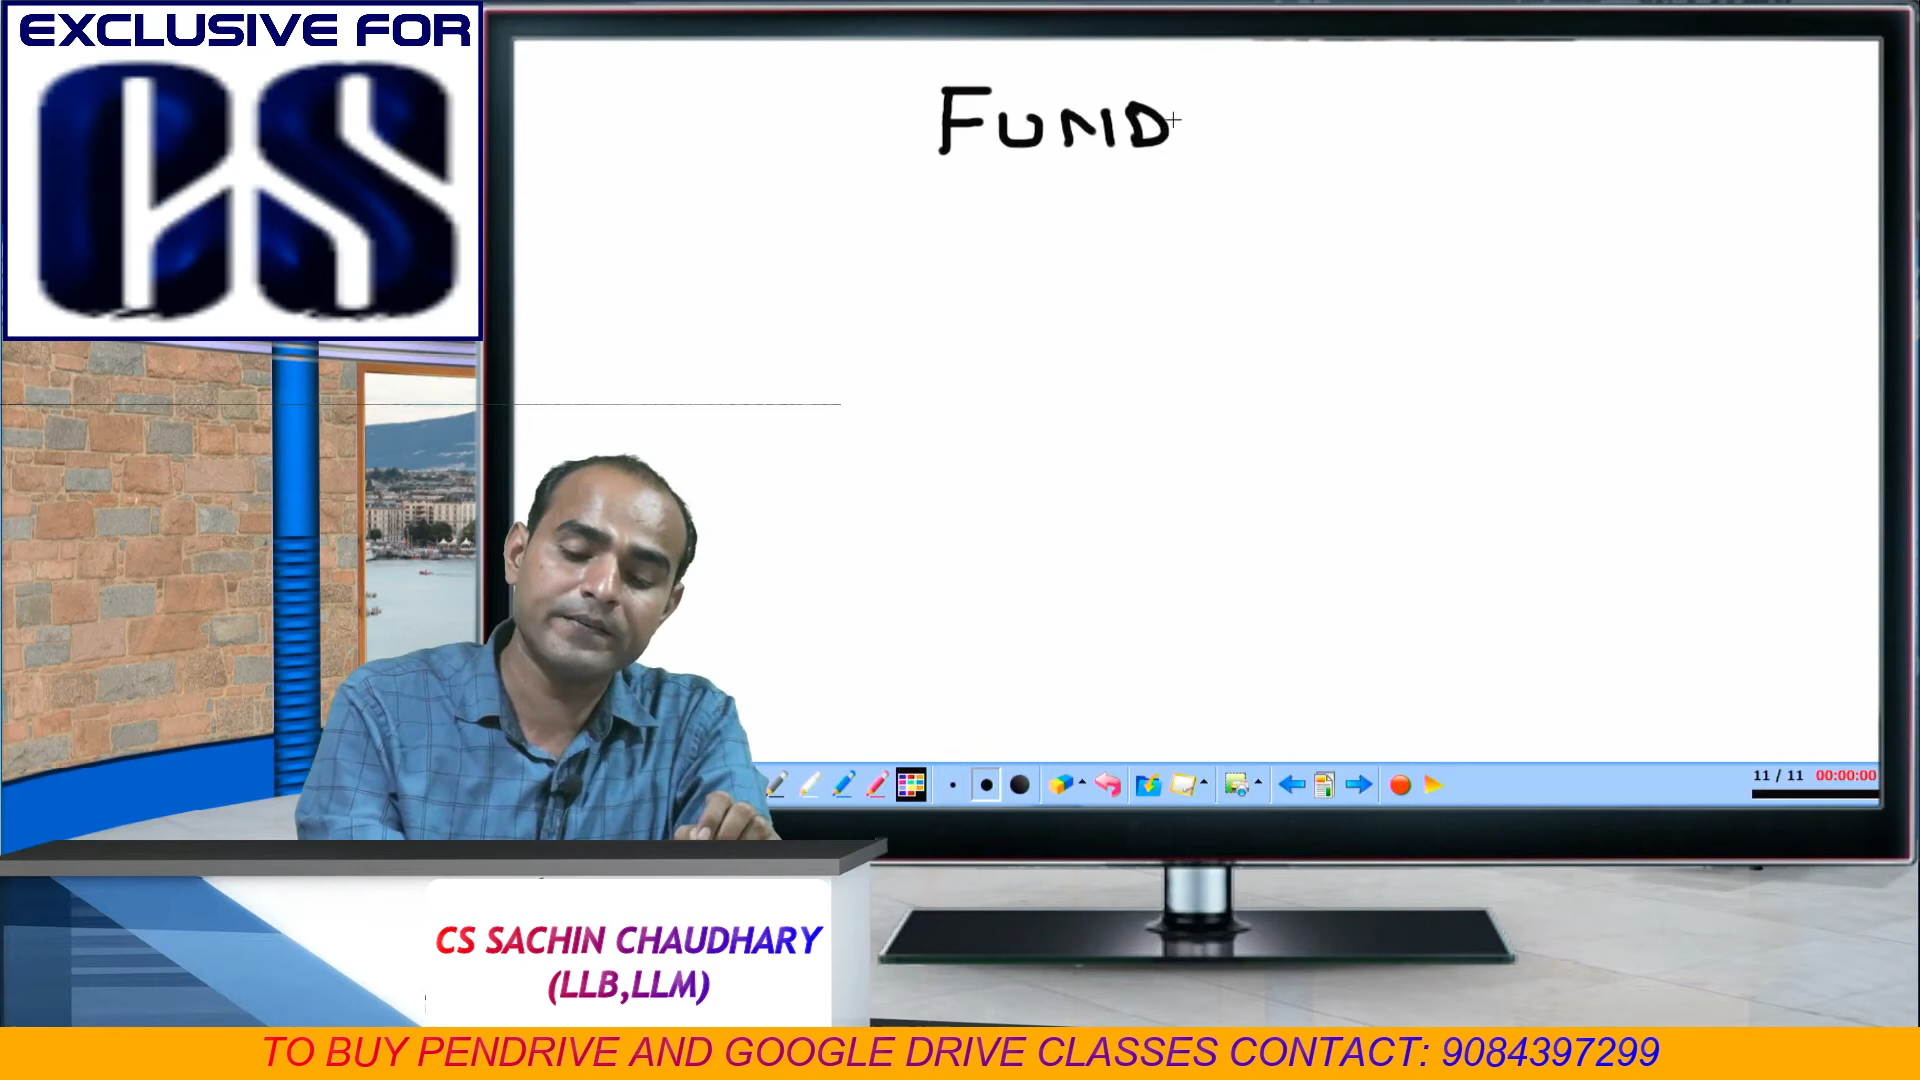 EXCLUSIVE FOR
CS
FUND
11 / 11 00:00:00
CS SACHIN CHAUDHARY
(LLB,LLM)
TO BUY PENDRIVE AND GOOGLE DRIVE CLASSES CONTACT: 9084397299